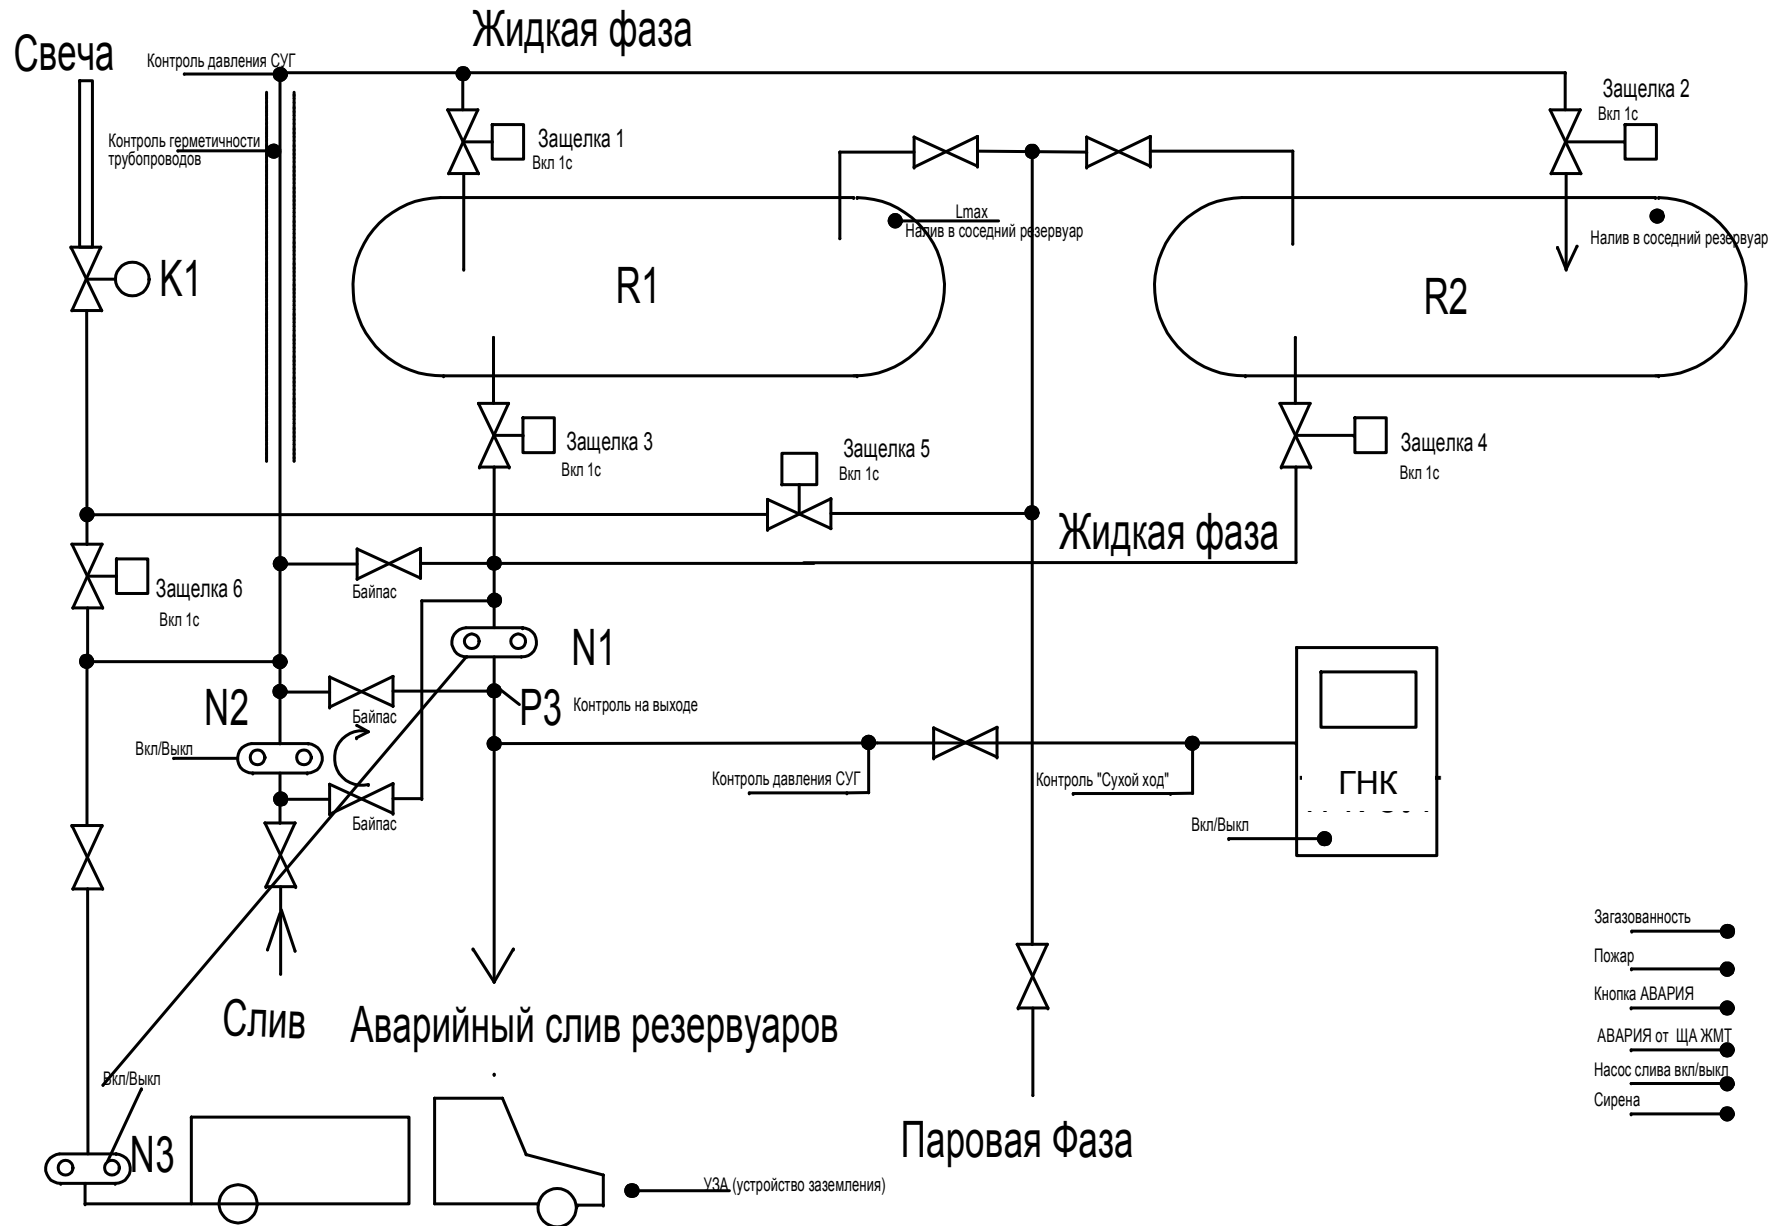 Жидкая фаза
Свеча
Контроль давления СУГ
Защелка 2
Вкл 1с
Контроль герметичности
трубопроводов
Защелка 1
Вкл 1с
Lmax
Налив в соседний резервуар
Налив в соседний резервуар
K1
R1
R2
Защелка 3
Вкл 1с
Защелка 5
Вкл 1с
Защелка 4
Вкл 1с
Жидкая фаза
Защелка 6
Вкл 1с
Байпас
N1
N2
Байпас
P3
Контроль на выходе
Вкл/Выкл
Контроль давления СУГ
Контроль "Сухой ход"
ГНК
Байпас
Вкл/Выкл
Загазованность
Пожар
Кнопка АВАРИЯ
АВАРИЯ от ЩА ЖМТ
Насос слива вкл/выкл
Сирена
Слив
Аварийный слив резервуаров
Вкл/Выкл
N3
Паровая Фаза
УЗА (устройство заземления)